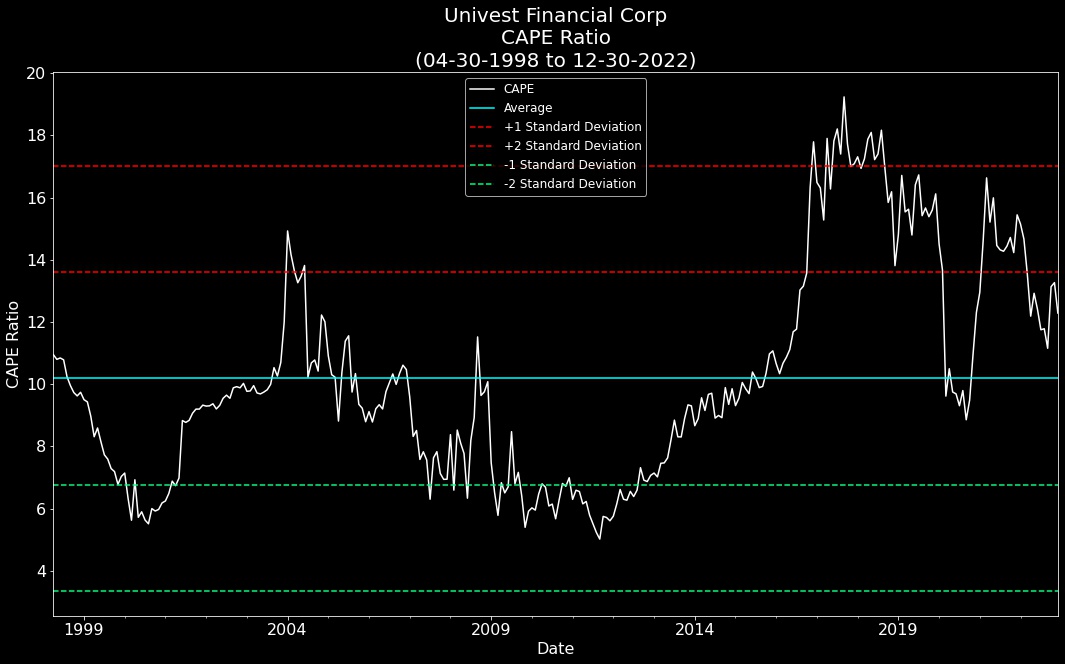 Univest Financial Corp
CAPE Ratio
(04-30-1998 to 12-30-2022)
CAPE
Average
+1 Standard Deviation
+2 Standard Deviation
-1 Standard Deviation
-2 Standard Deviation
CAPE Ratio
20
18
16
14
12
10
8
6
4
1999 2004 2009 2014 2019
Date